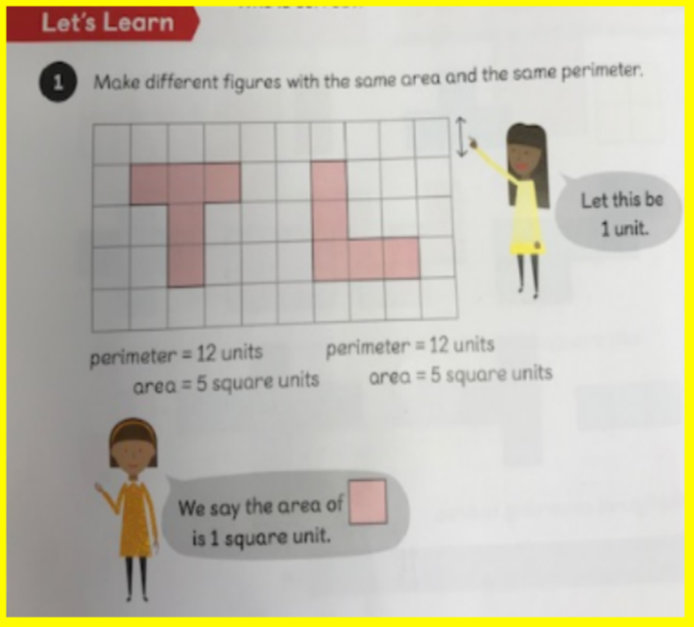 Let's Learn
1 Make different figures with the same area and the same perimeter.
Let this be
1 unit.
perimeter = 12 units perimeter = 12 units
area = 5 square units area = 5 square units
We say the area of
is 1 square unit.